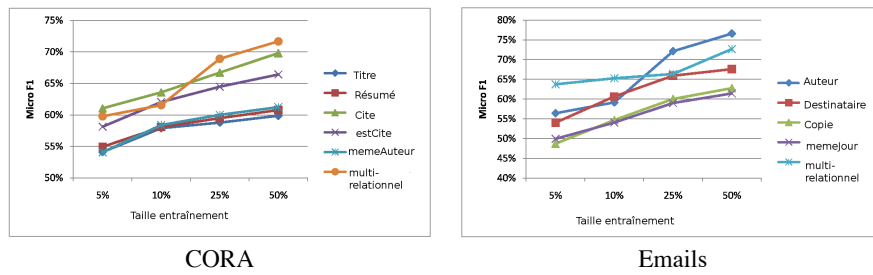 75%
70%
65%
60%
55%
50%
Micro F1
5% 10% 25% 50%
Taille entraînement
Titre
Résumé
Cite
estCite
memeAuteur
multi-
relationnel
CORA
80%
75%
70%
65%
60%
55%
50%
45%
40%
Micro F1
5% 10% 25% 50%
Taille entraînement
Auteur
Destinataire
Copie
memeJour
multi-
relationnel
Emails